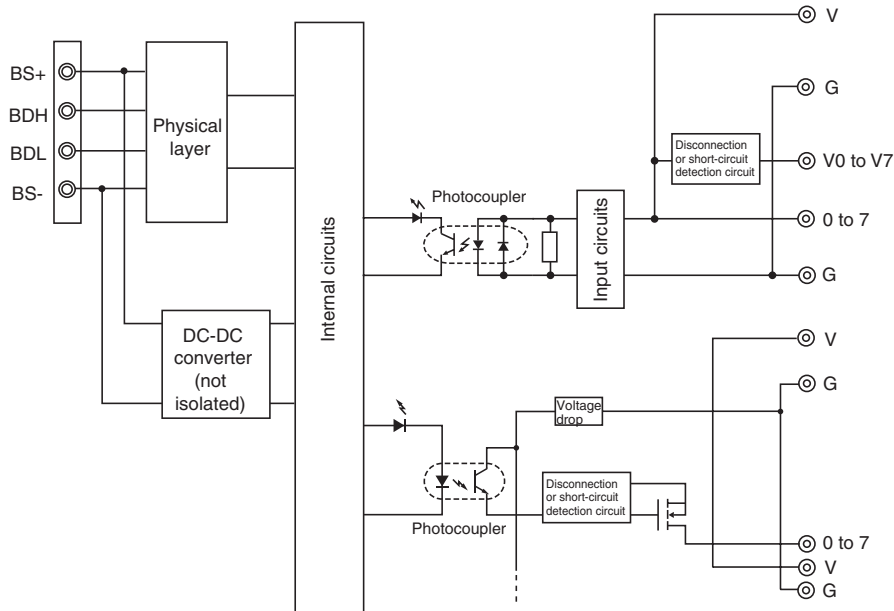 BS+
BDH
BDL
BS-
Physical
layer
DC-DC
converter
(not
isolated)
Internal circuits
Photocoupler
Input circuits
V
G
Disconnection
or short-circuit
detection circuit
V0 to V7
0 to 7
G
V
G
Voltage
drop
Disconnection
or short-circuit
detection circuit
Photocoupler
0 to 7
V
G